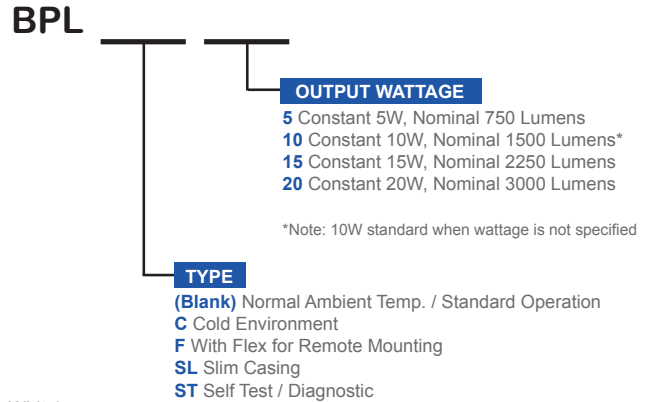 BPL
OUTPUT WATTAGE
5 Constant 5W, Nominal 750 Lumens
10 Constant 10W, Nominal 1500 Lumens*
15 Constant 15W, Nominal 2250 Lumens
20 Constant 20W, Nominal 3000 Lumens
*Note: 10W standard when wattage is not specified
TYPE
(Blank) Normal Ambient Temp. / Standard Operation
C Cold Environment
F With Flex for Remote Mounting
SL Slim Casing
ST Self Test / Diagnostic